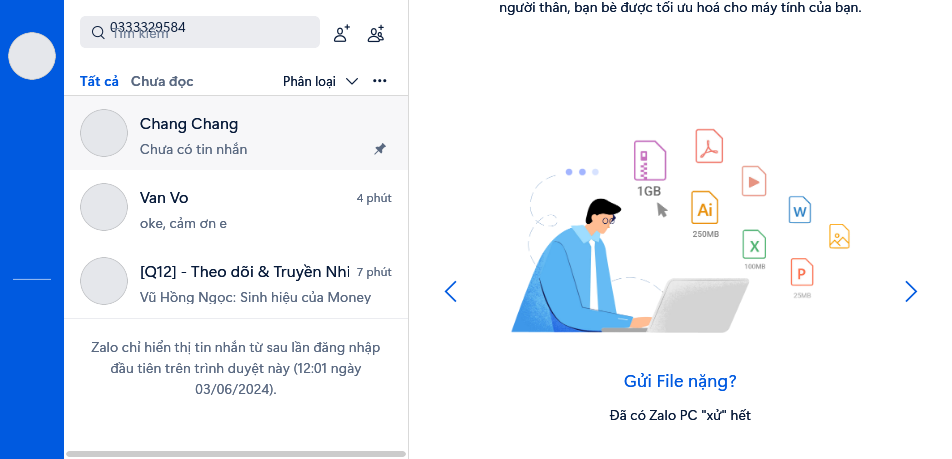 người thân, bạn bè được tối ưu hoá cho máy tính của bạn.
0333329584
Tìm kiếm
Tất cả Chưa đọc Phân loại
Chang Chang
Chưa có tin nhắn
Van Vo 4 phút
oke, cảm ơn e
[Q12] - Theo dõi & Truyền Nhi 7 phút
Vũ Hồng Ngọc: Sinh hiệu của Money
Zalo chỉ hiển thị tin nhắn từ sau lần đăng nhập
đầu tiên trên trình duyệt này (12:01 ngày
03/06/2024).
1GB
Ai
250MB
W
X
100MB
P
25MB
Gửi File nặng?
Đã có Zalo PC "xử" hết